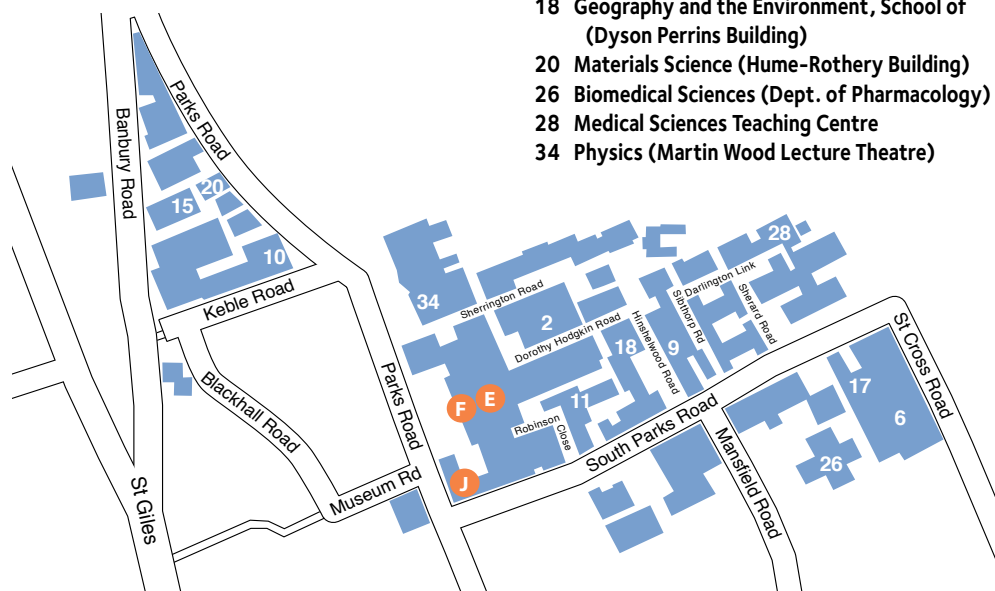 18 Geography and the Environment, School of
(Dyson Perrins Building)
20 Materials Science (Hume-Rothery Building)
26 Biomedical Sciences (Dept. of Pharmacology)
28 Medical Sciences Teaching Centre
34 Physics (Martin Wood Lecture Theatre)
Banbury Road
Parks Road
20
15
10
Keble Road
28
34
Sherrington Road
Darlington Link
Sibthorp Rd
Sherard Road
2
Dorothy Hodgkin Road
Hinshelwood Road
18
9
St Cross Road
Blackhall Road
Parks Road
F
E
11
17
6
Robinson
Close
South Parks Road
Mansfield Road
26
J
Museum Rd
St Giles